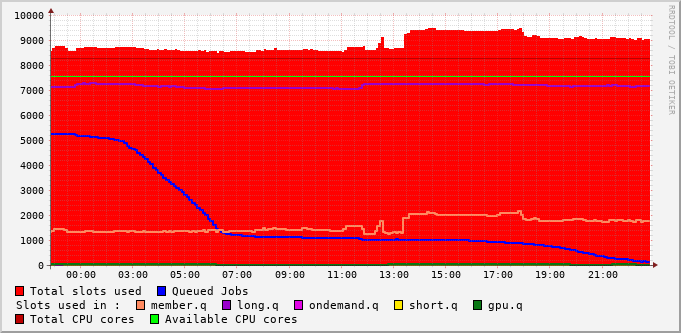 10000
9000
8000
7000
6000
5000
4000
3000
2000
1000
0
01:00 03:00 05:00 07:00 09:00 11:00 13:00 15:00 17:00 19:00 21:00
Total slots used Queued Jobs
Slots used in : member.q long.q ondemand.q short.q gpu.q
Total CPU cores Available CPU cores
RRDTOOL / TOBI OETIKER